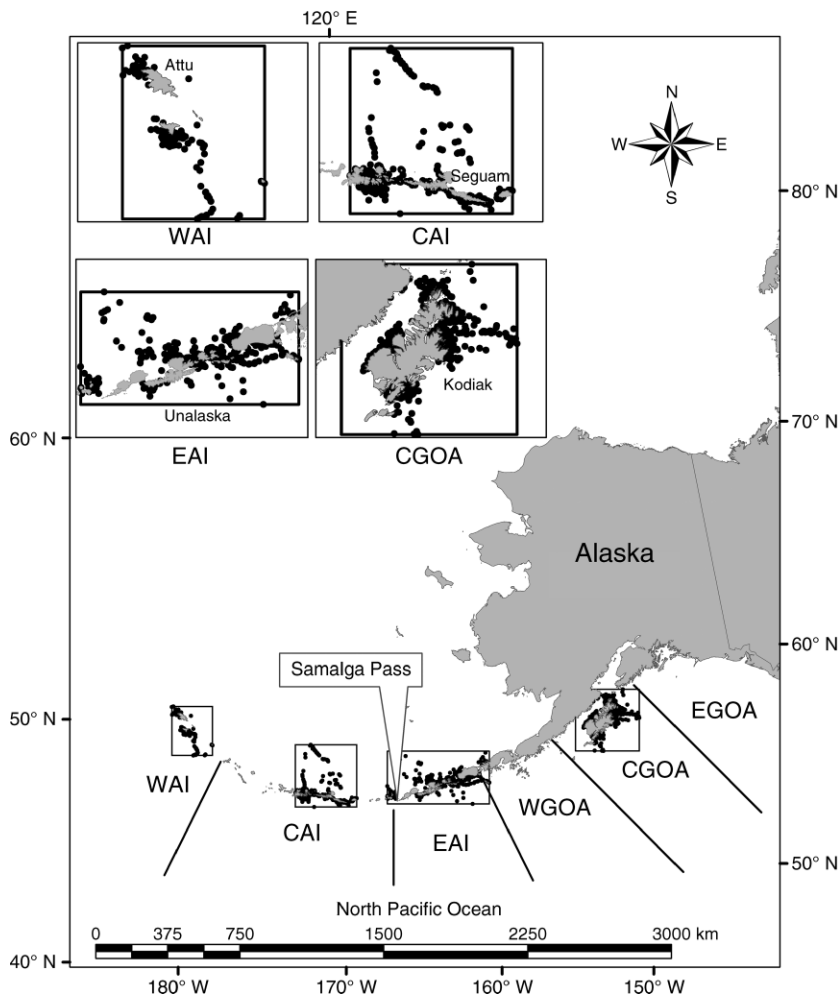 120° E
Attu
WAI
Seguam
CAI
N
W
E
S
80° N
Unalaska
EAI
Kodiak
CGOA
70° N
60° N
Alaska
60° N
Samalga Pass
50° N
EGOA
WAI
CGOA
WGOA
CAI
EAI
50° N
North Pacific Ocean
0 375 750 1500 2250 3000 km
40° N
180° W 170° W 160° W 150° W